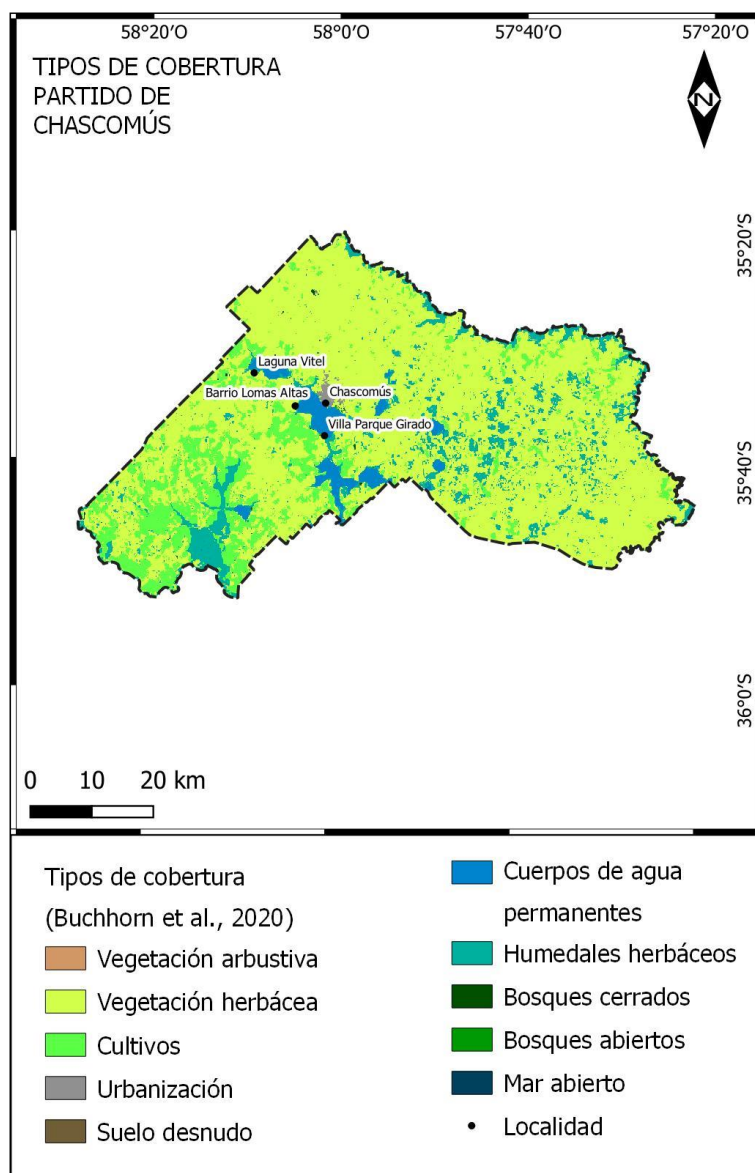 58°20'O 58°0'O 57°40'O 57°20'O
TIPOS DE COBERTURA
PARTIDO DE
CHASCOMÚS
N
35°20'S
Laguna Vitel
Barrio Lomas Altas
Chascomús
Villa Parque Girado
35°40'S
36°0'S
0 10 20 km
Tipos de cobertura
(Buchhorn et al., 2020)
Vegetación arbustiva
Vegetación herbácea
Cultivos
Urbanización
Suelo desnudo
Cuerpos de agua
permanentes
Humedales herbáceos
Bosques cerrados
Bosques abiertos
Mar abierto
Localidad